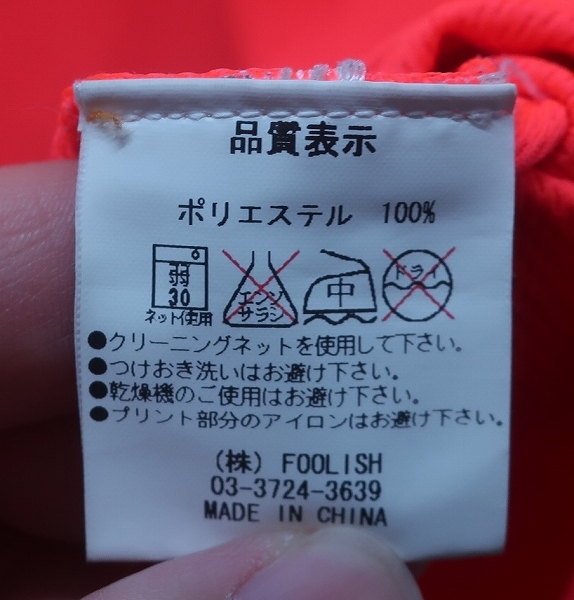 品質表示
ポリエステル 100%
弱
30
ネット使用
エンソ
サラシ
中
ドライ
●クリーニングネットを使用して下さい。
●つけおき洗いはお避け下さい。
●乾燥機のご使用はお避け下さい。
●プリント部分のアイロンはお避け下さい。
(株) FOOLISH
03-3724-3639
MADE IN CHINA